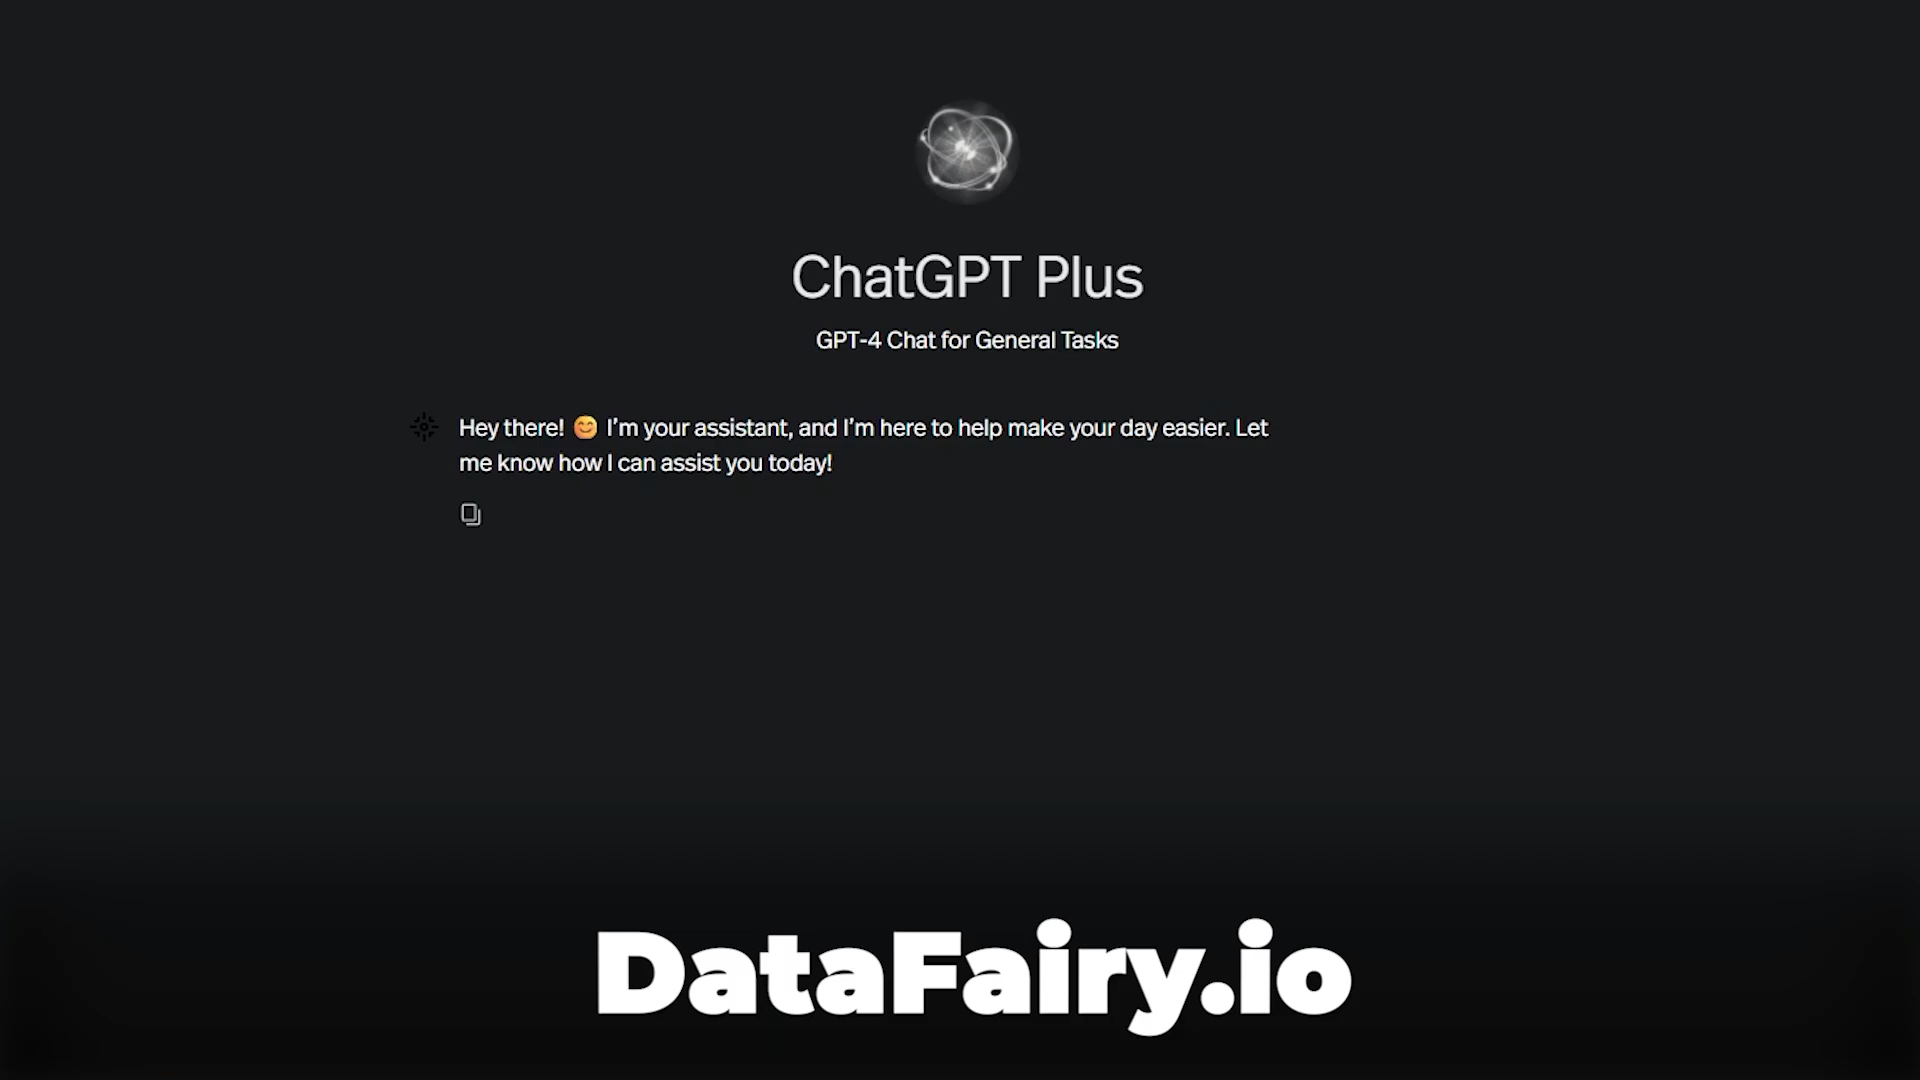 ChatGPT Plus
GPT-4 Chat for General Tasks
Hey there! 😊 I’m your assistant, and I’m here to help make your day easier. Let
me know how I can assist you today!
DataFairy.io